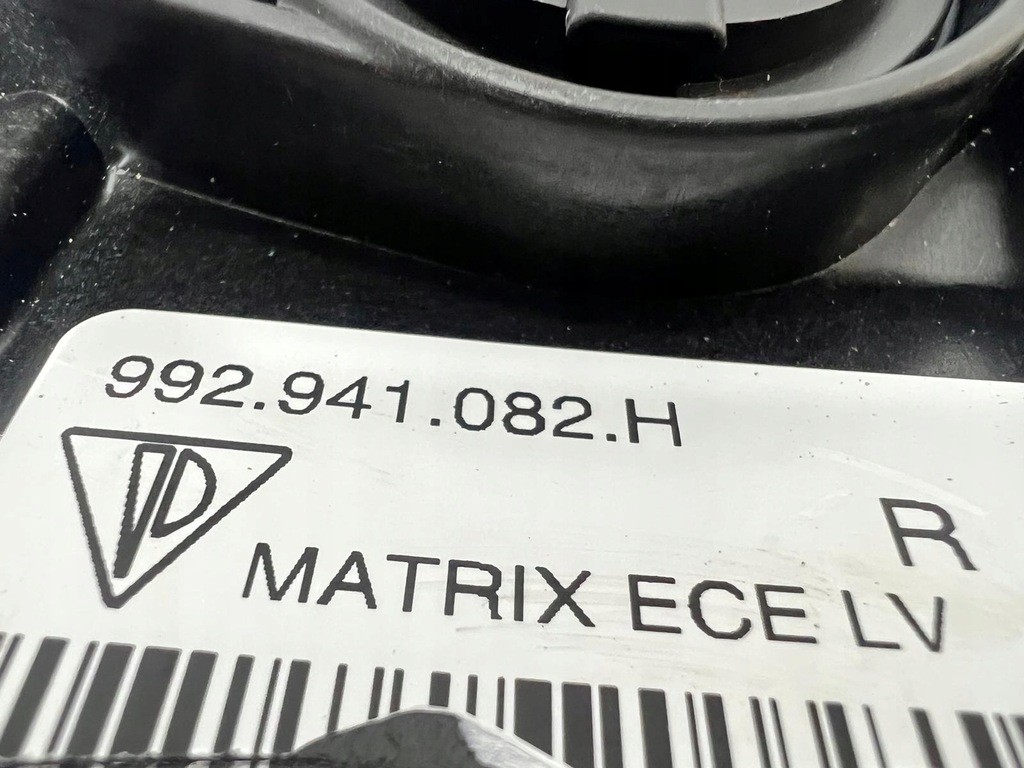 992.941.082.H
R
MATRIX ECE LV